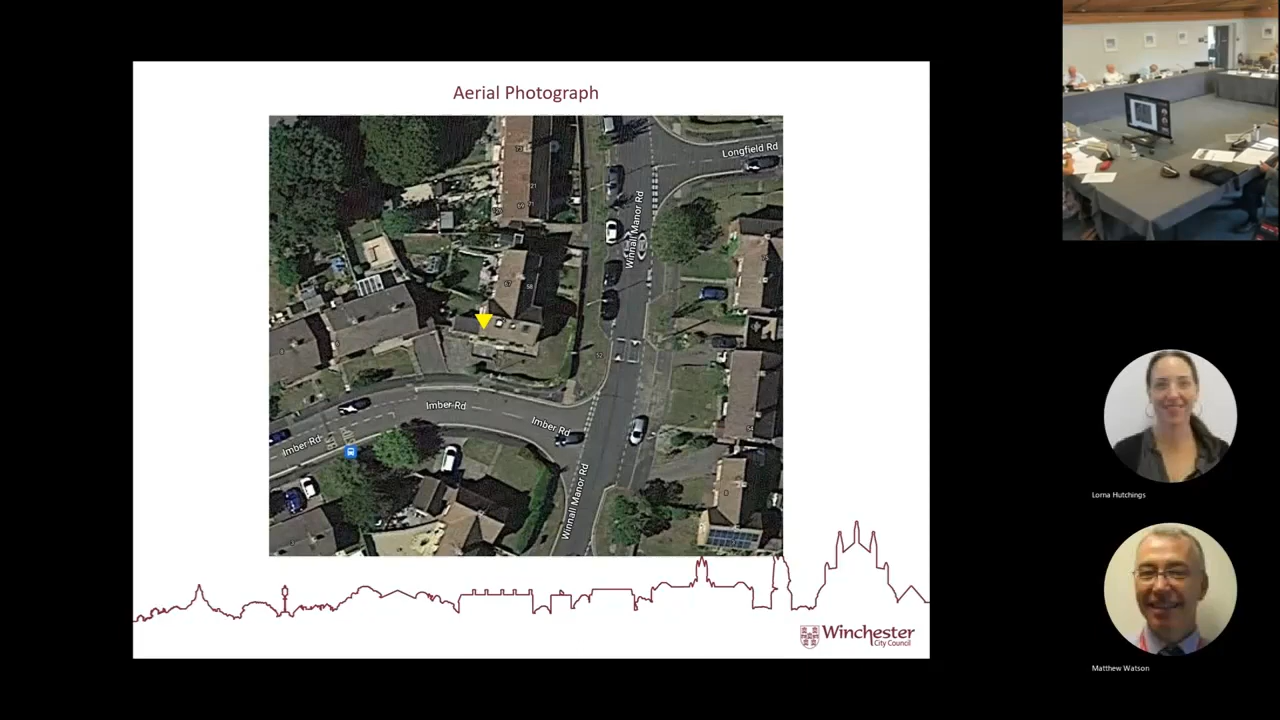 Aerial Photograph
Longfield Rd
Winnall Manor Rd
Imber Rd
Imber Rd
Imber Rd
Winnall Manor Rd
Winchester
City Council
Lorna Hutchings
Matthew Watson